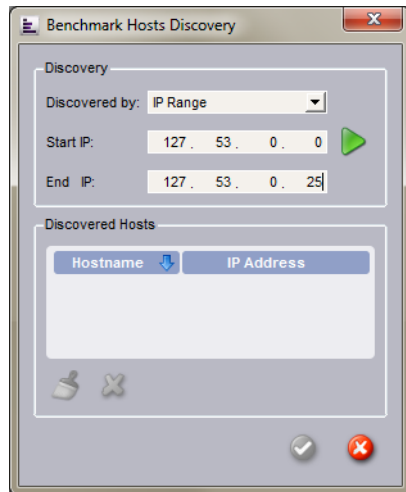 Benchmark Hosts Discovery
Discovery
Discovered by: IP Range
Start IP: 127 . 53 . 0 . 0
End IP: 127 . 53 . 0 . 25
Discovered Hosts
Hostname IP Address